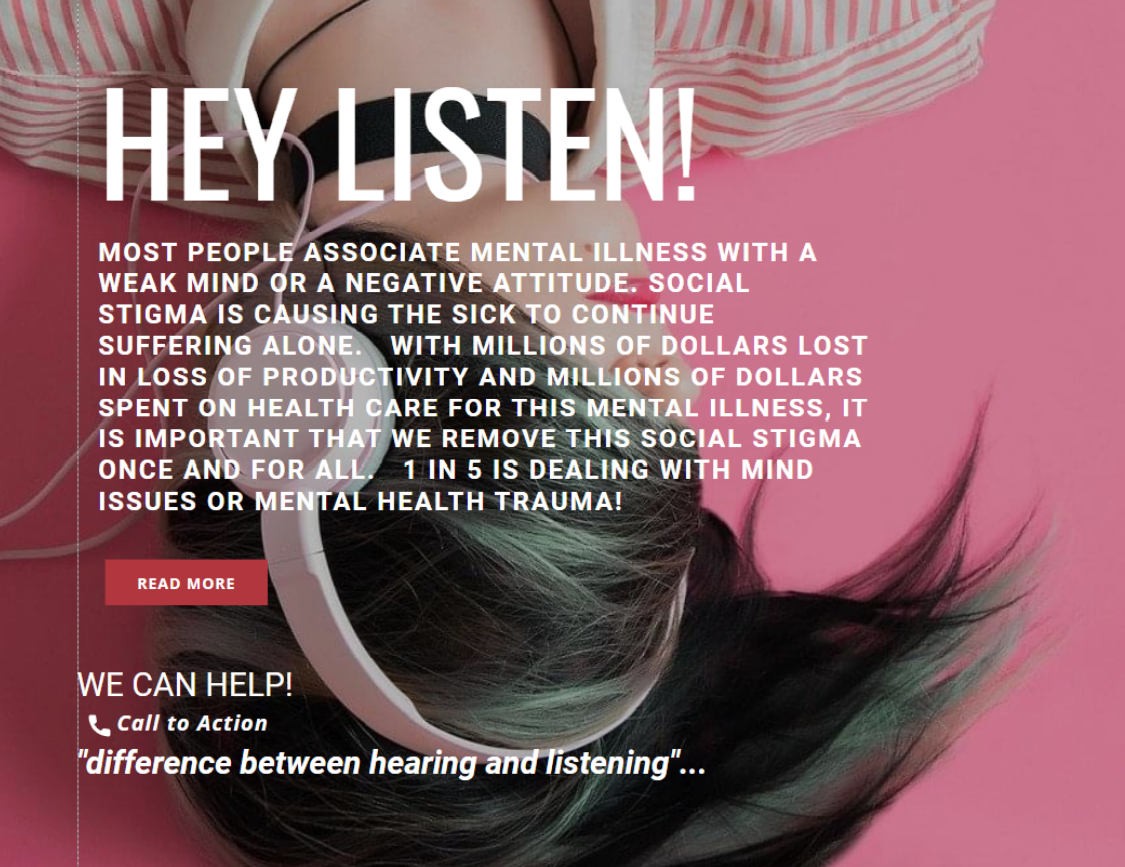 HEY LISTEN!
MOST PEOPLE ASSOCIATE MENTAL ILLNESS WITH A
WEAK MIND OR A NEGATIVE ATTITUDE. SOCIAL
STIGMA IS CAUSING THE SICK TO CONTINUE
SUFFERING ALONE.   WITH MILLIONS OF DOLLARS LOST
IN LOSS OF PRODUCTIVITY AND MILLIONS OF DOLLARS
SPENT ON HEALTH CARE FOR THIS MENTAL ILLNESS, IT
IS IMPORTANT THAT WE REMOVE THIS SOCIAL STIGMA
ONCE AND FOR ALL.   1 IN 5 IS DEALING WITH MIND
ISSUES OR MENTAL HEALTH TRAUMA!
READ MORE
WE CAN HELP!
Call to Action
"difference between hearing and listening"...